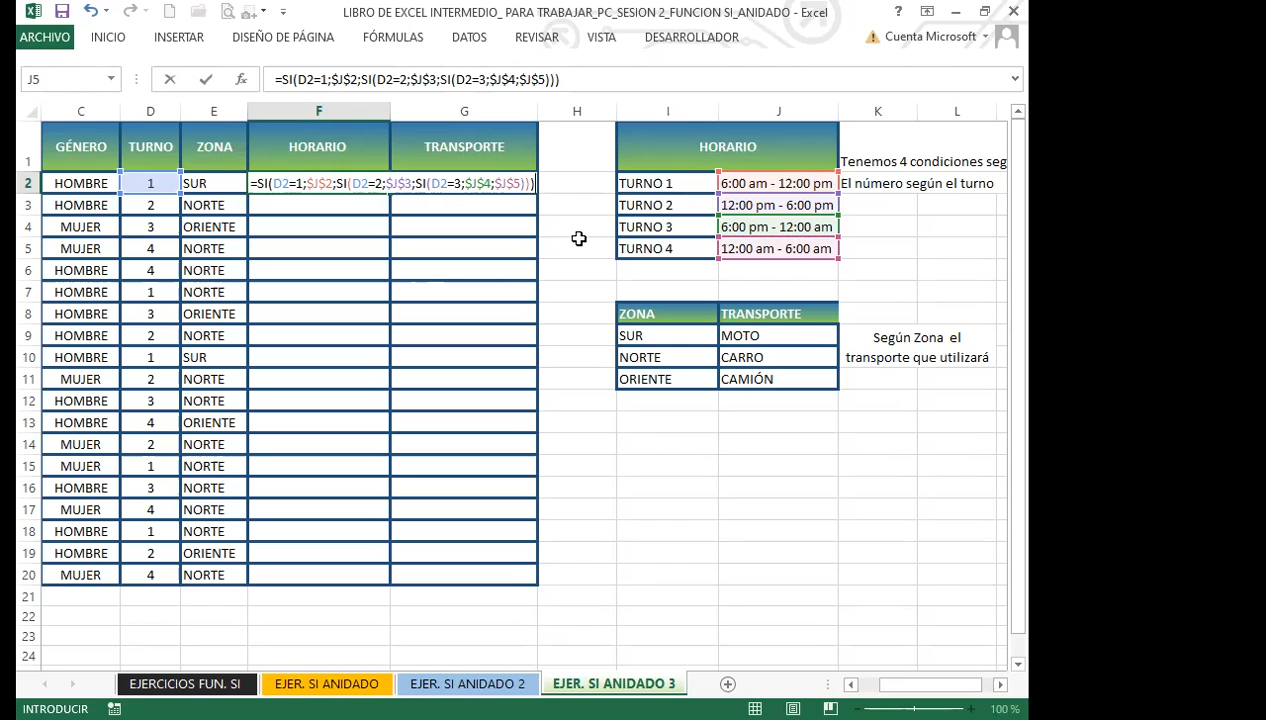 LIBRO DE EXCEL INTERMEDIO_ PARA TRABAJAR_PC_SESION 2_FUNCION SI_ANIDADO - Excel
ARCHIVO INICIO INSERTAR DISEÑO DE PÁGINA FÓRMULAS DATOS REVISAR VISTA DESARROLLADOR Cuenta Microsoft
J5 fx =SI(D2=1;$J$2;SI(D2=2;$J$3;SI(D2=3;$J$4;$J$5)))
C D E F G H I J K L
1 GÉNERO TURNO ZONA HORARIO TRANSPORTE HORARIO Tenemos 4 condiciones seg
2 HOMBRE 1 SUR =SI(D2=1;$J$2;SI(D2=2;$J$3;SI(D2=3;$J$4;$J$5))) TURNO 1 6:00 am - 12:00 pm El número según el turno
3 HOMBRE 2 NORTE TURNO 2 12:00 pm - 6:00 pm
4 MUJER 3 ORIENTE TURNO 3 6:00 pm - 12:00 am
5 MUJER 4 NORTE TURNO 4 12:00 am - 6:00 am
6 HOMBRE 4 NORTE
7 HOMBRE 1 NORTE
8 HOMBRE 3 ORIENTE ZONA TRANSPORTE
9 HOMBRE 2 NORTE SUR MOTO Según Zona el
10 HOMBRE 1 SUR NORTE CARRO transporte que utilizará
11 MUJER 2 NORTE ORIENTE CAMIÓN
12 HOMBRE 3 NORTE
13 HOMBRE 4 ORIENTE
14 MUJER 2 NORTE
15 MUJER 1 NORTE
16 HOMBRE 3 NORTE
17 MUJER 4 NORTE
18 HOMBRE 1 NORTE
19 HOMBRE 2 ORIENTE
20 MUJER 4 NORTE
21
22
23
24
EJERCICIOS FUN. SI EJER. SI ANIDADO EJER. SI ANIDADO 2 EJER. SI ANIDADO 3
INTRODUCIR 100 %